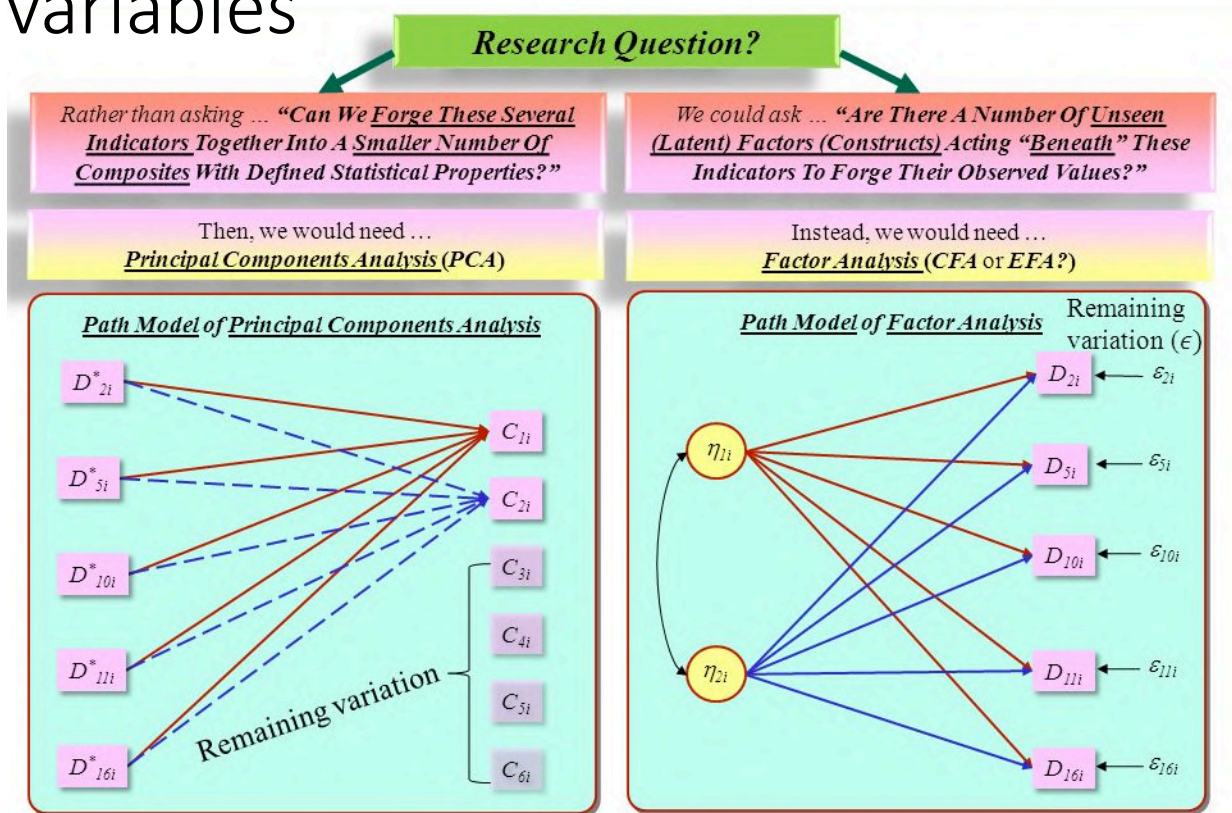 variables
Research Question?
Rather than asking … “Can We Forge These Several
Indicators Together Into A Smaller Number Of
Composites With Defined Statistical Properties?”
We could ask … “Are There A Number Of Unseen
(Latent) Factors (Constructs) Acting “Beneath” These
Indicators To Forge Their Observed Values?”
Then, we would need …
Principal Components Analysis (PCA)
Instead, we would need …
Factor Analysis (CFA or EFA?)
Path Model of Principal Components Analysis
D*2i
D*5i
D*10i
D*11i
D*16i
C1i
C2i
C3i
C4i
C5i
C6i
Remaining variation
Path Model of Factor Analysis
Remaining
variation (ϵ)
η1i
η2i
D2i
ε2i
D5i
ε5i
D10i
ε10i
D11i
ε11i
D16i
ε16i